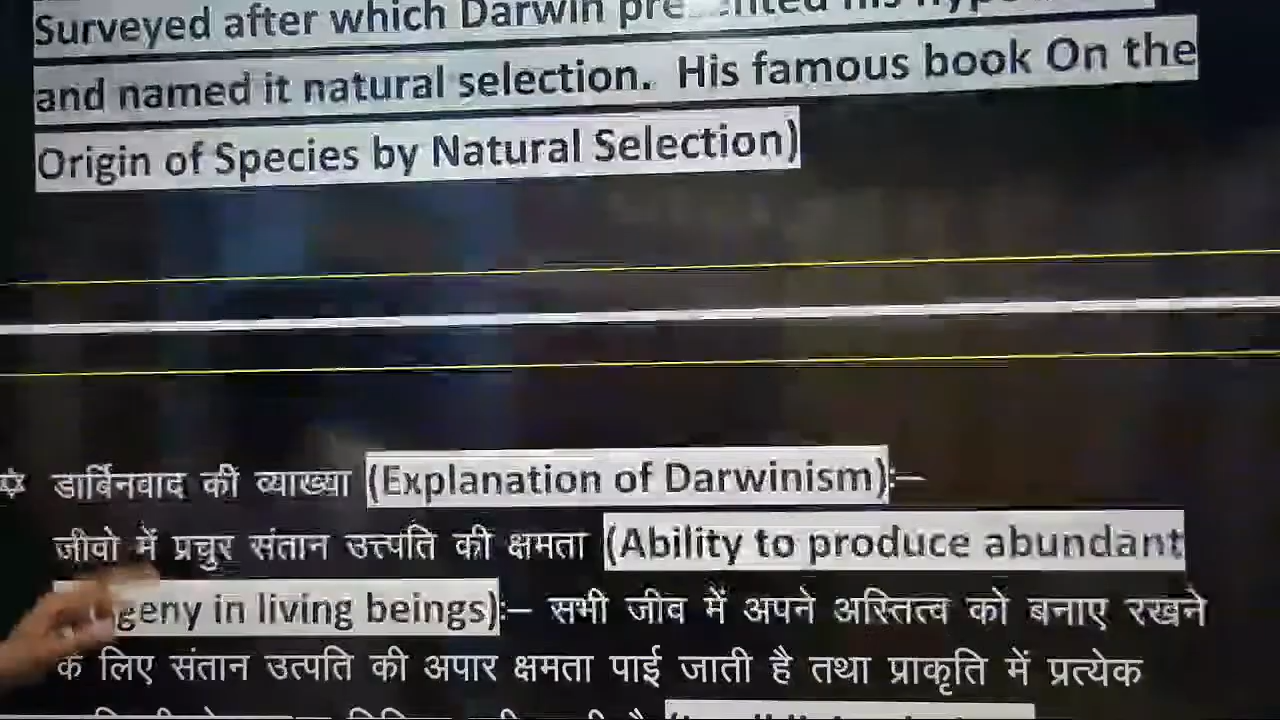 Surveyed after which Darwin his
and named it natural selection. His famous book On the
Origin of Species by Natural Selection)
डार्बिनवाद की व्याख्या (Explanation of Darwinism):–
जीवो में प्रचुर संतान उत्त्पति की क्षमता (Ability to produce abundant
in living beings):– सभी जीव में अपने अस्तित्व को बनाए रखने
के लिए संतान उत्पति की अपार क्षमता पाई जाती है तथा प्राकृति में प्रत्येक